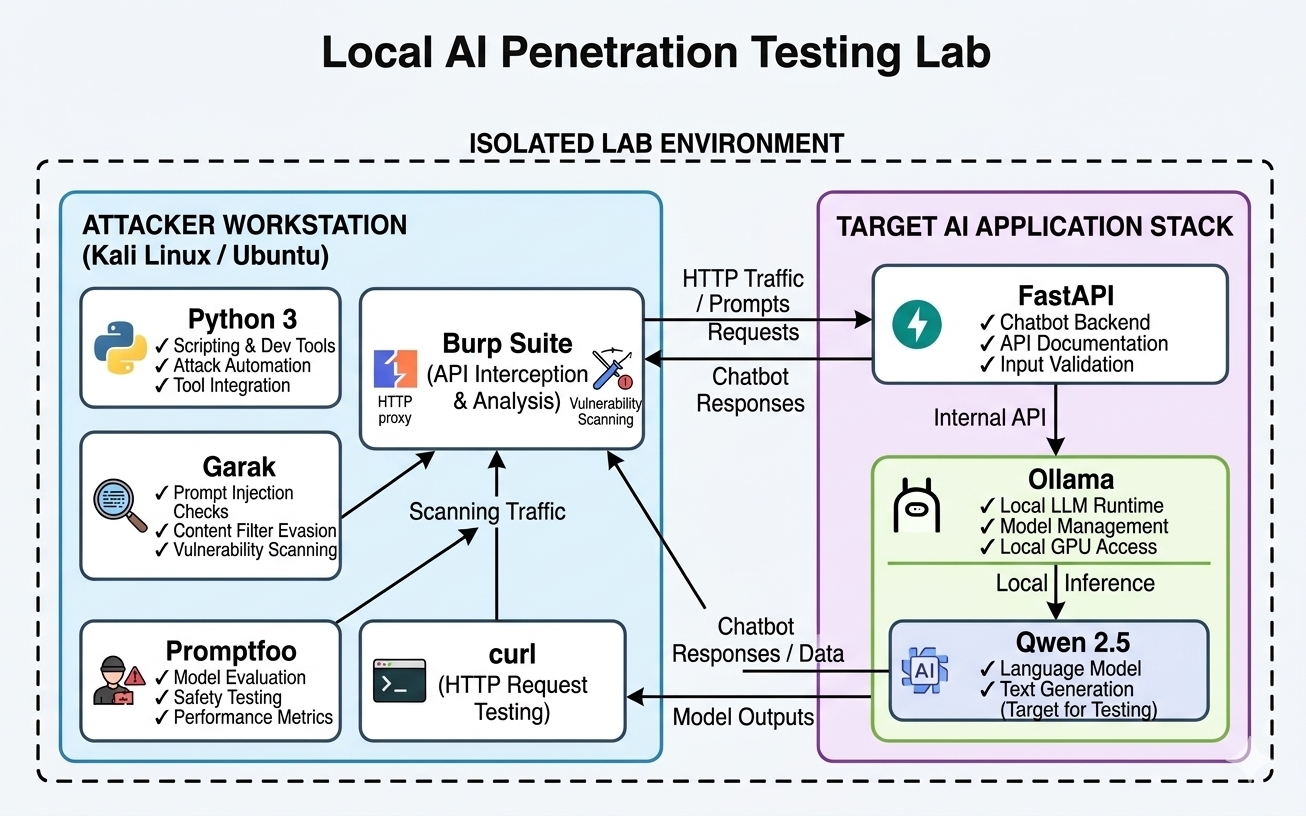 Local AI Penetration Testing Lab
ISOLATED LAB ENVIRONMENT
ATTACKER WORKSTATION
(Kali Linux / Ubuntu)
Python 3
✓ Scripting & Dev Tools
✓ Attack Automation
✓ Tool Integration
Burp Suite
(API Interception
& Analysis)
HTTP
proxy
Vulnerability
Scanning
Garak
✓ Prompt Injection
Checks
✓ Content Filter Evasion
✓ Vulnerability Scanning
Scanning Traffic
Promptfoo
✓ Model Evaluation
✓ Safety Testing
✓ Performance Metrics
>_
curl
(HTTP Request
Testing)
HTTP Traffic
/ Prompts
Requests
Chatbot
Responses
Chatbot
Responses / Data
Model Outputs
TARGET AI APPLICATION STACK
FastAPI
✓ Chatbot Backend
✓ API Documentation
✓ Input Validation
Internal API
Ollama
✓ Local LLM Runtime
✓ Model Management
✓ Local GPU Access
Local Inference
AI
Qwen 2.5
✓ Language Model
✓ Text Generation
(Target for Testing)